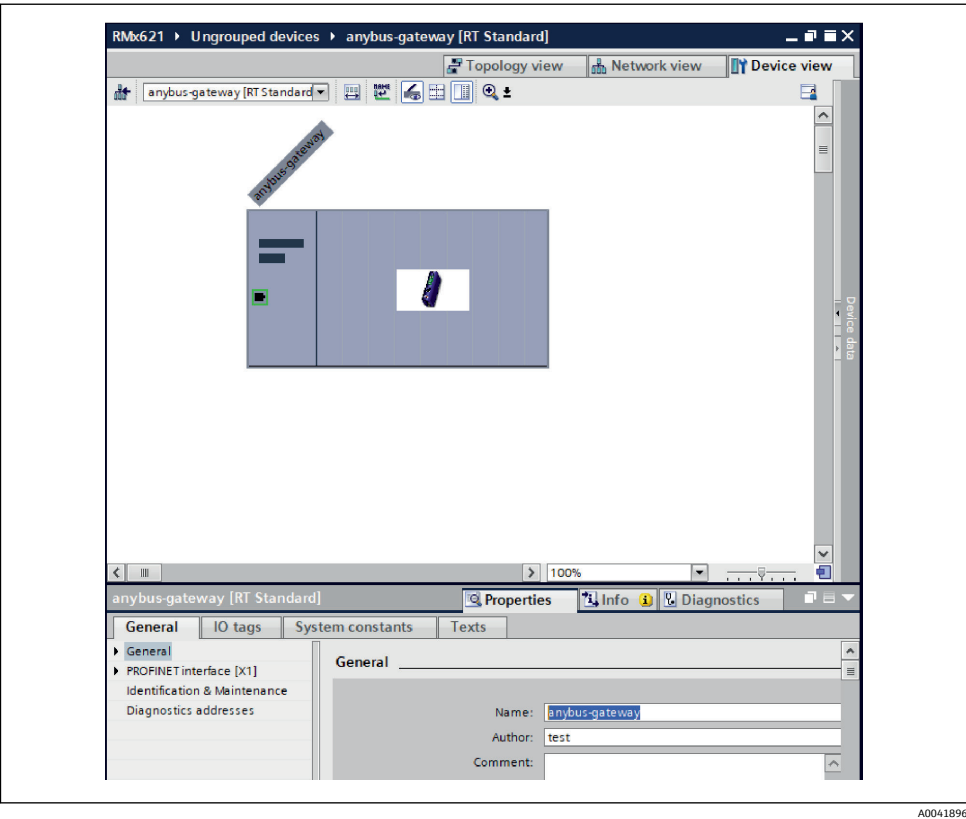 RMx621 ▸ Ungrouped devices ▸ anybus-gateway [RT Standard]
Topology view Network view Device view
anybus-gateway [RT Standard
anybus-gateway
Device data
100%
anybus-gateway [RT Standard]
Properties Info Diagnostics
General IO tags System constants Texts
General
PROFINET interface [X1]
Identification & Maintenance
Diagnostics addresses
General
Name: anybus-gateway
Author: test
Comment:
A0041896